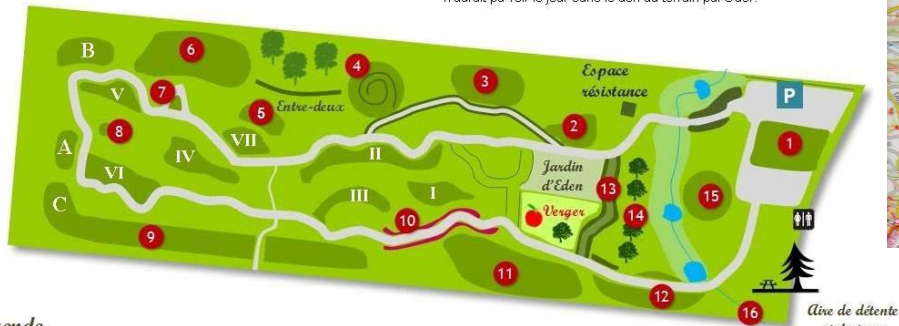 B
6
4
3
Espace
résistance
P
V
7
Entre-deux
5
2
1
8
VII
A
IV
II
VI
Jardin
d'Eden
13
15
C
III
I
14
10
Verger
9
11
12
16
Aire de détente